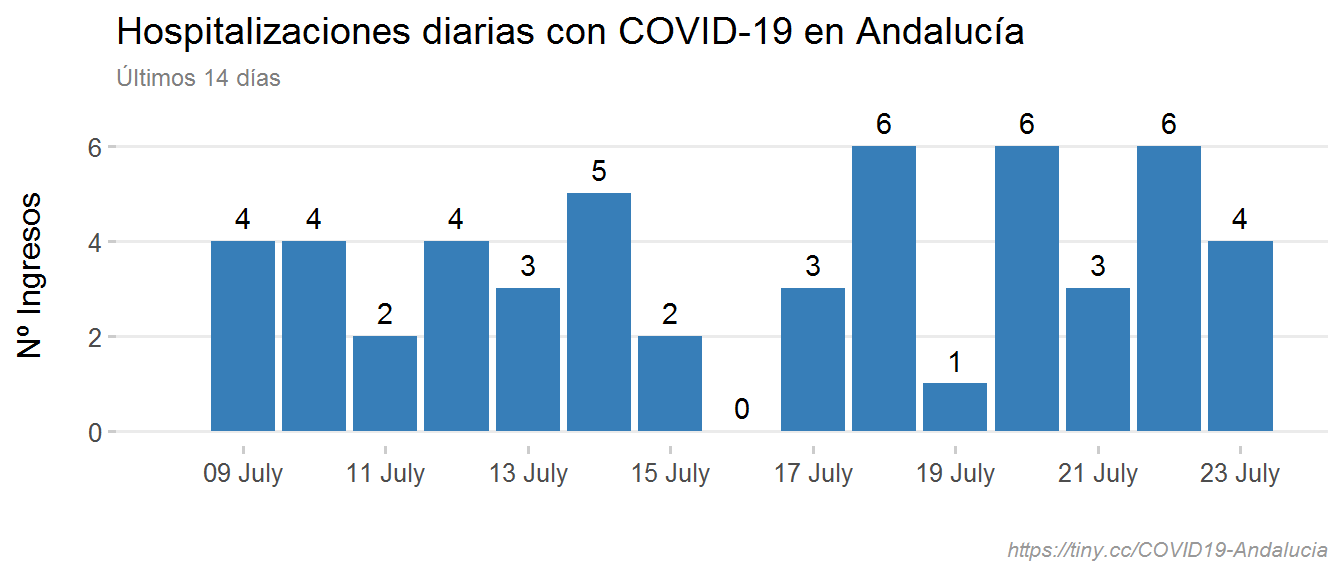 Hospitalizaciones diarias con COVID-19 en Andalucía
Últimos 14 días
Nº Ingresos
6
4
2
0
4
4
2
4
3
5
2
0
3
6
1
6
3
6
4
09 July
11 July
13 July
15 July
17 July
19 July
21 July
23 July
https://tiny.cc/COVID19-Andalucia